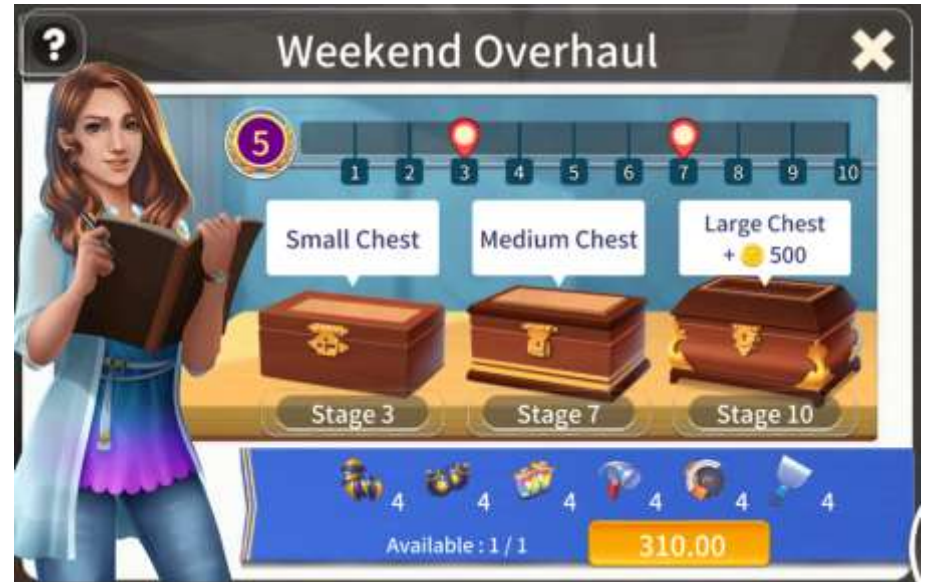 ?
Weekend Overhaul
5
1 2 3 4 5 6 7 8 9 10
Small Chest
Medium Chest
Large Chest
+ 500
Stage 3
Stage 7
Stage 10
4 4 4 4 4 4
Available : 1 / 1
310.00